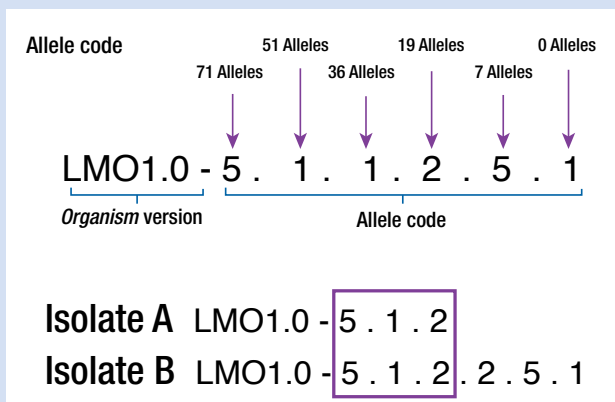 Allele code
51 Alleles 19 Alleles 0 Alleles
71 Alleles 36 Alleles 7 Alleles
LMO1.0 - 5 . 1 . 1 . 2 . 5 . 1
Organism version Allele code
Isolate A LMO1.0 - 5 . 1 . 2
Isolate B LMO1.0 - 5 . 1 . 2 . 2 . 5 . 1